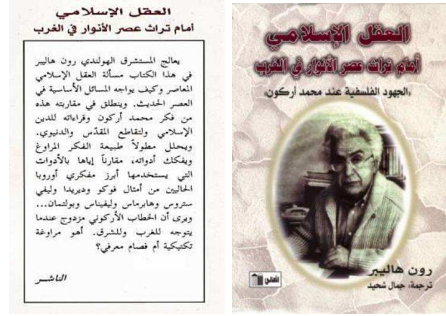 العقل الإسلامي
أمام تراث عصر الأنوار في الغرب
يعالج المستشرق الهولندي رون هاليبر
في هذا الكتاب مسألة العقل الإسلامي
المعاصر وكيف يواجه المسائل الأساسية في
العصر الحديث. وينطلق في مقاربته هذه
من فكر محمد أركون وقراءاته للدين
الإسلامي ولتقاطع المقدّس والدنيوي.
ويحلل مطولاً طبيعة الفكر المراوغ
ويفكك أدواته، مقارناً إياها بالأدوات
التي يستخدمها أبرز مفكري أوروبا
الحاليين من أمثال فوكو وديريدا وليفي
ستروس وهابرماس وليفيناس وبولتمان...
ويرى أن الخطاب الأركوني مزدوج عندما
يتوجه للغرب وللشرق. أهو مراوغة
تكتيكية أم فصام معرفي؟
الناشر
العقل الإسلامي
أمام تراث عصر الأنوار في الغرب
«الجهود الفلسفية عند محمد أركون»
رون هاليبر
ترجمة: جمال شحيد
الأهالي